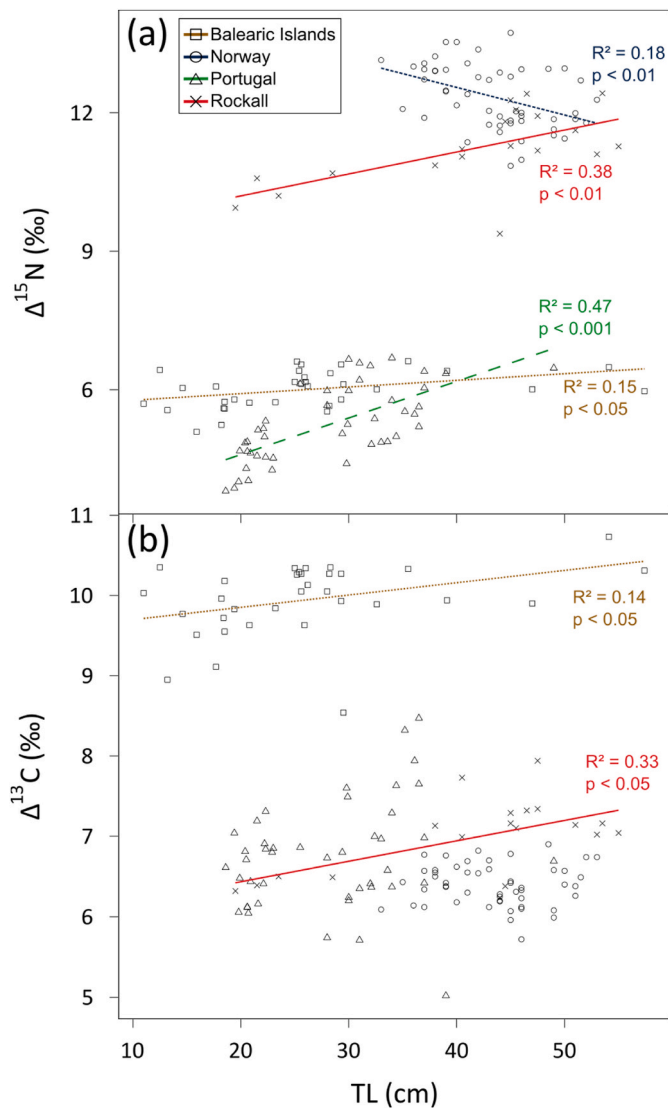 (a)
Balearic Islands
Norway
Portugal
Rockall
R² = 0.18
p < 0.01
12
R² = 0.38
p < 0.01
Δ¹⁵N (‰)
9
R² = 0.47
p < 0.001
6
R² = 0.15
p < 0.05
11
(b)
10
R² = 0.14
p < 0.05
9
Δ¹³C (‰)
8
R² = 0.33
p < 0.05
7
6
5
10 20 30 40 50
TL (cm)